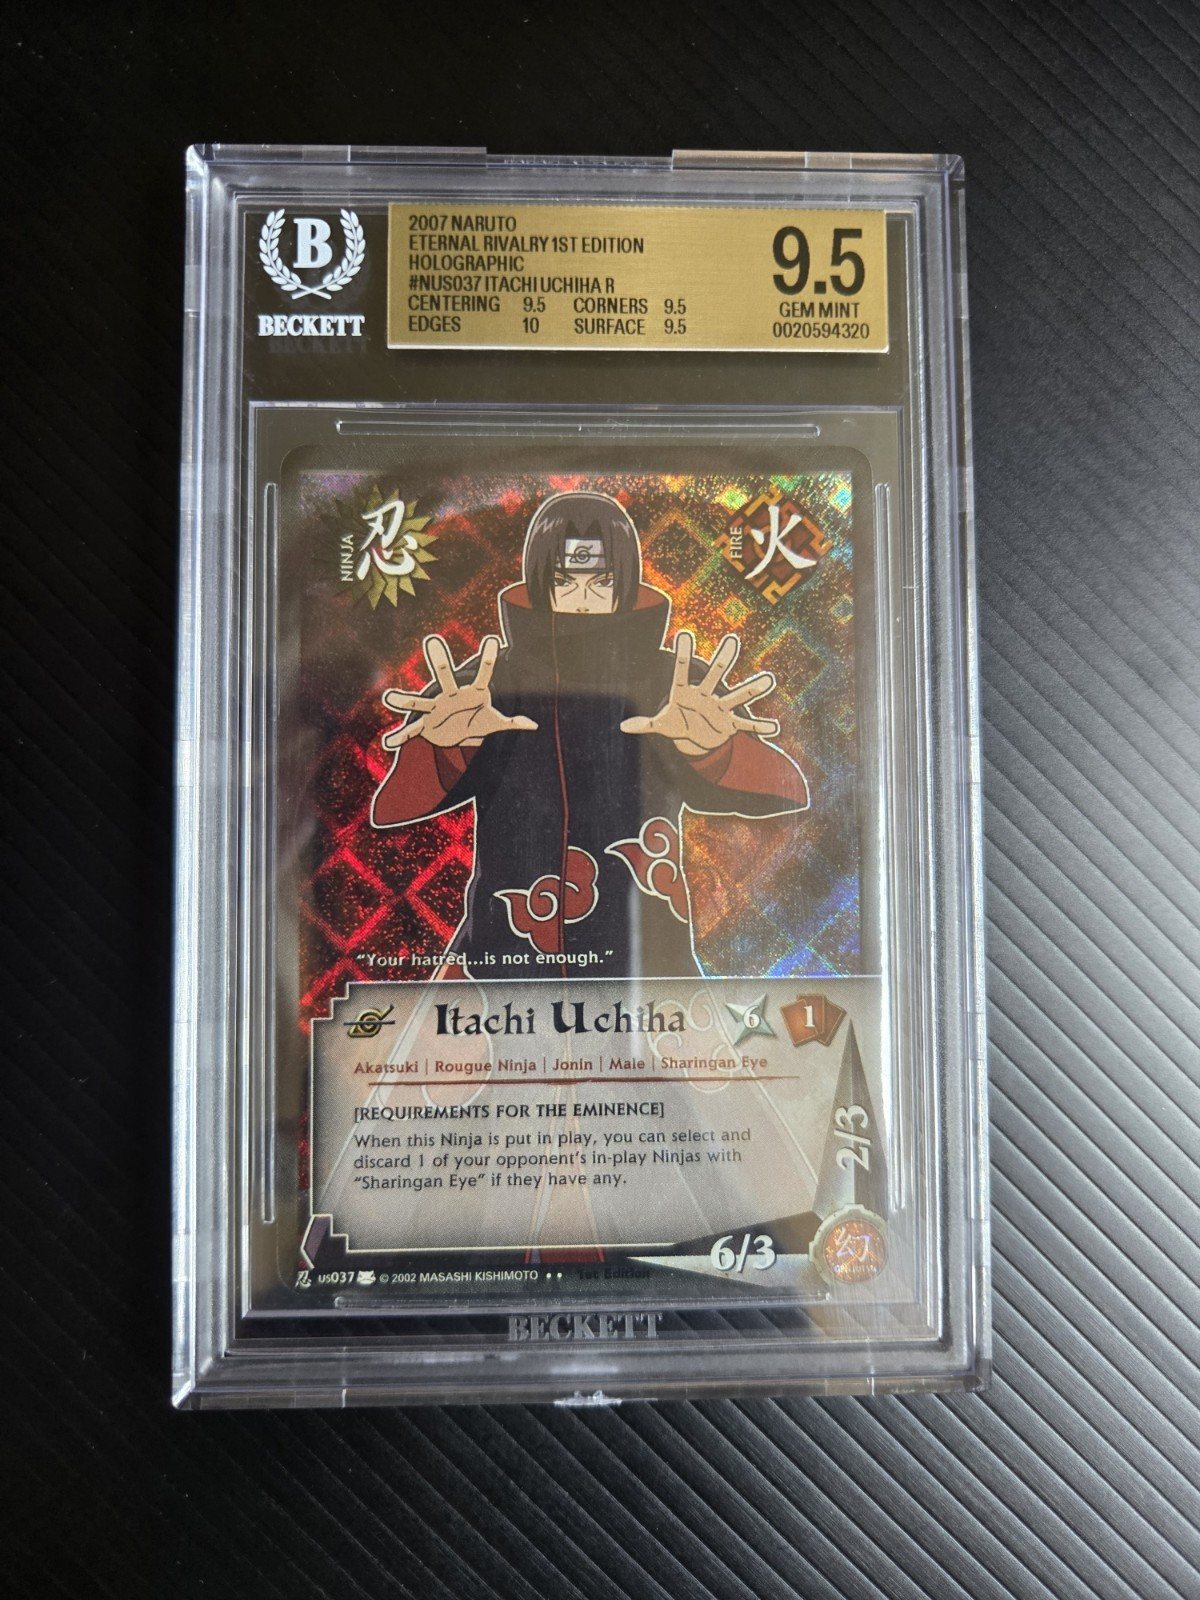 B
BECKETT
2007 NARUTO
ETERNAL RIVALRY 1ST EDITION
HOLOGRAPHIC
#NUS037 ITACHI UCHIHA R
CENTERING 9.5 CORNERS 9.5
EDGES 10 SURFACE 9.5
9.5
GEM MINT
0020594320
NINJA 忍
FIRE 火
"Your hatred...is not enough."
Itachi Uchiha 6 1
Akatsuki | Rougue Ninja | Jonin | Male | Sharingan Eye
[REQUIREMENTS FOR THE EMINENCE]
When this Ninja is put in play, you can select and
discard 1 of your opponent's in-play Ninjas with
"Sharingan Eye" if they have any.
2/3
6/3
幻
忍 US037 © 2002 MASASHI KISHIMOTO •• 1st Edition
BECKETT